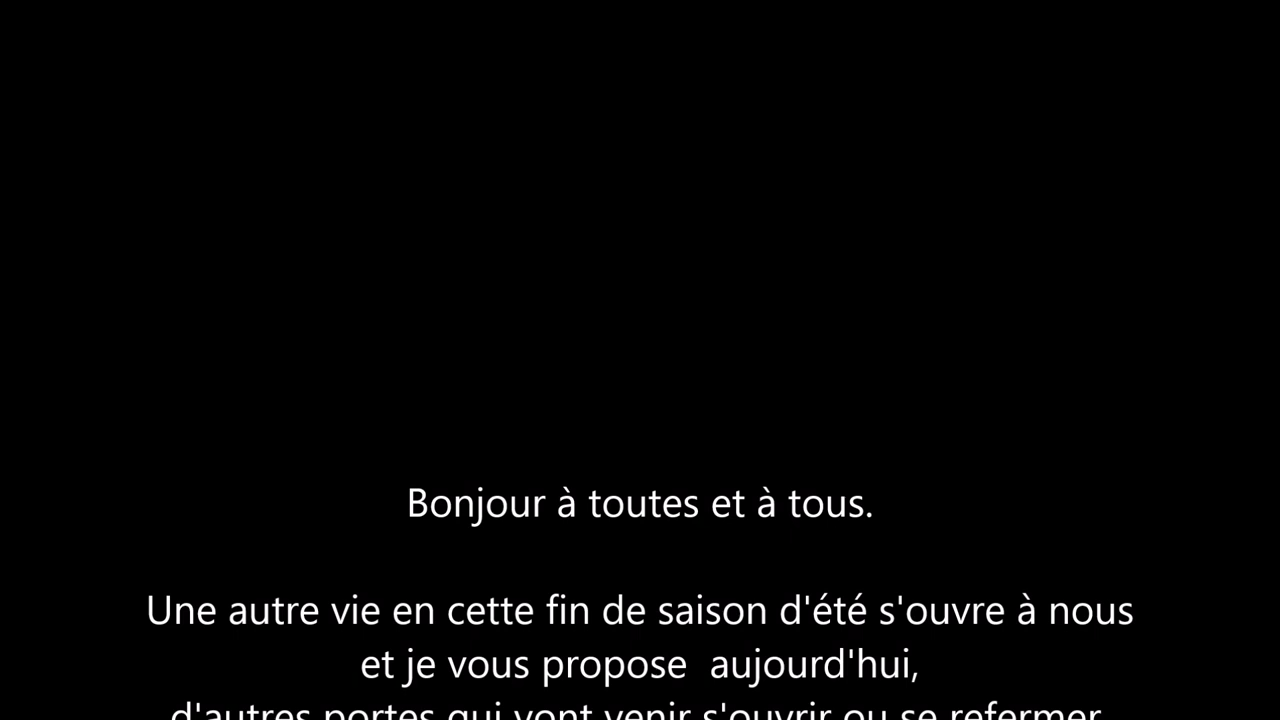 Bonjour à toutes et à tous.
Une autre vie en cette fin de saison d'été s'ouvre à nous
et je vous propose  aujourd'hui,
d'autres portes qui vont venir s'ouvrir ou se refermer